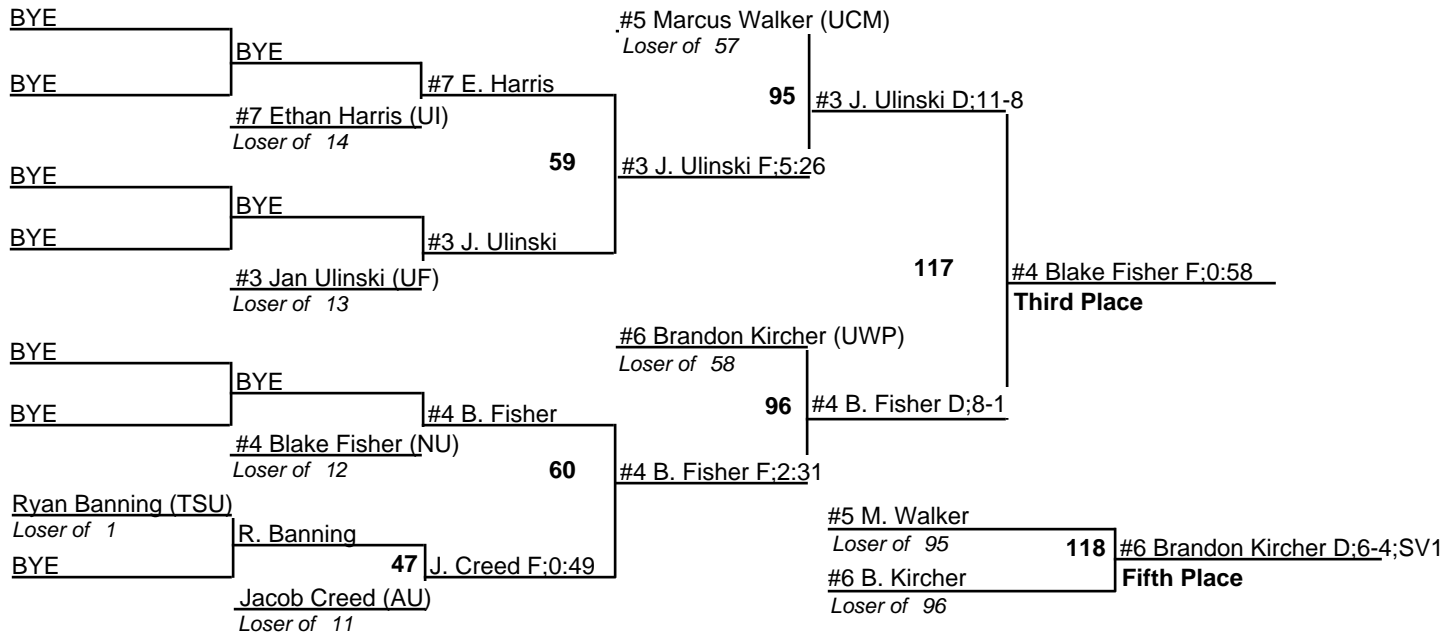 BYE
BYE
BYE
#7 Ethan Harris (UI)
Loser of 14
#7 E. Harris
BYE
BYE
BYE
#3 Jan Ulinski (UF)
Loser of 13
#3 J. Ulinski
59
#3 J. Ulinski F;5:26
#5 Marcus Walker (UCM)
Loser of 57
95
#3 J. Ulinski D;11-8
BYE
BYE
BYE
#4 Blake Fisher (NU)
Loser of 12
#4 B. Fisher
Ryan Banning (TSU)
Loser of 1
BYE
R. Banning
47
Jacob Creed (AU)
Loser of 11
J. Creed F;0:49
60
#4 B. Fisher F;2:31
#6 Brandon Kircher (UWP)
Loser of 58
96
#4 B. Fisher D;8-1
117
#4 Blake Fisher F;0:58
Third Place
#5 M. Walker
Loser of 95
#6 B. Kircher
Loser of 96
118
#6 Brandon Kircher D;6-4;SV1
Fifth Place